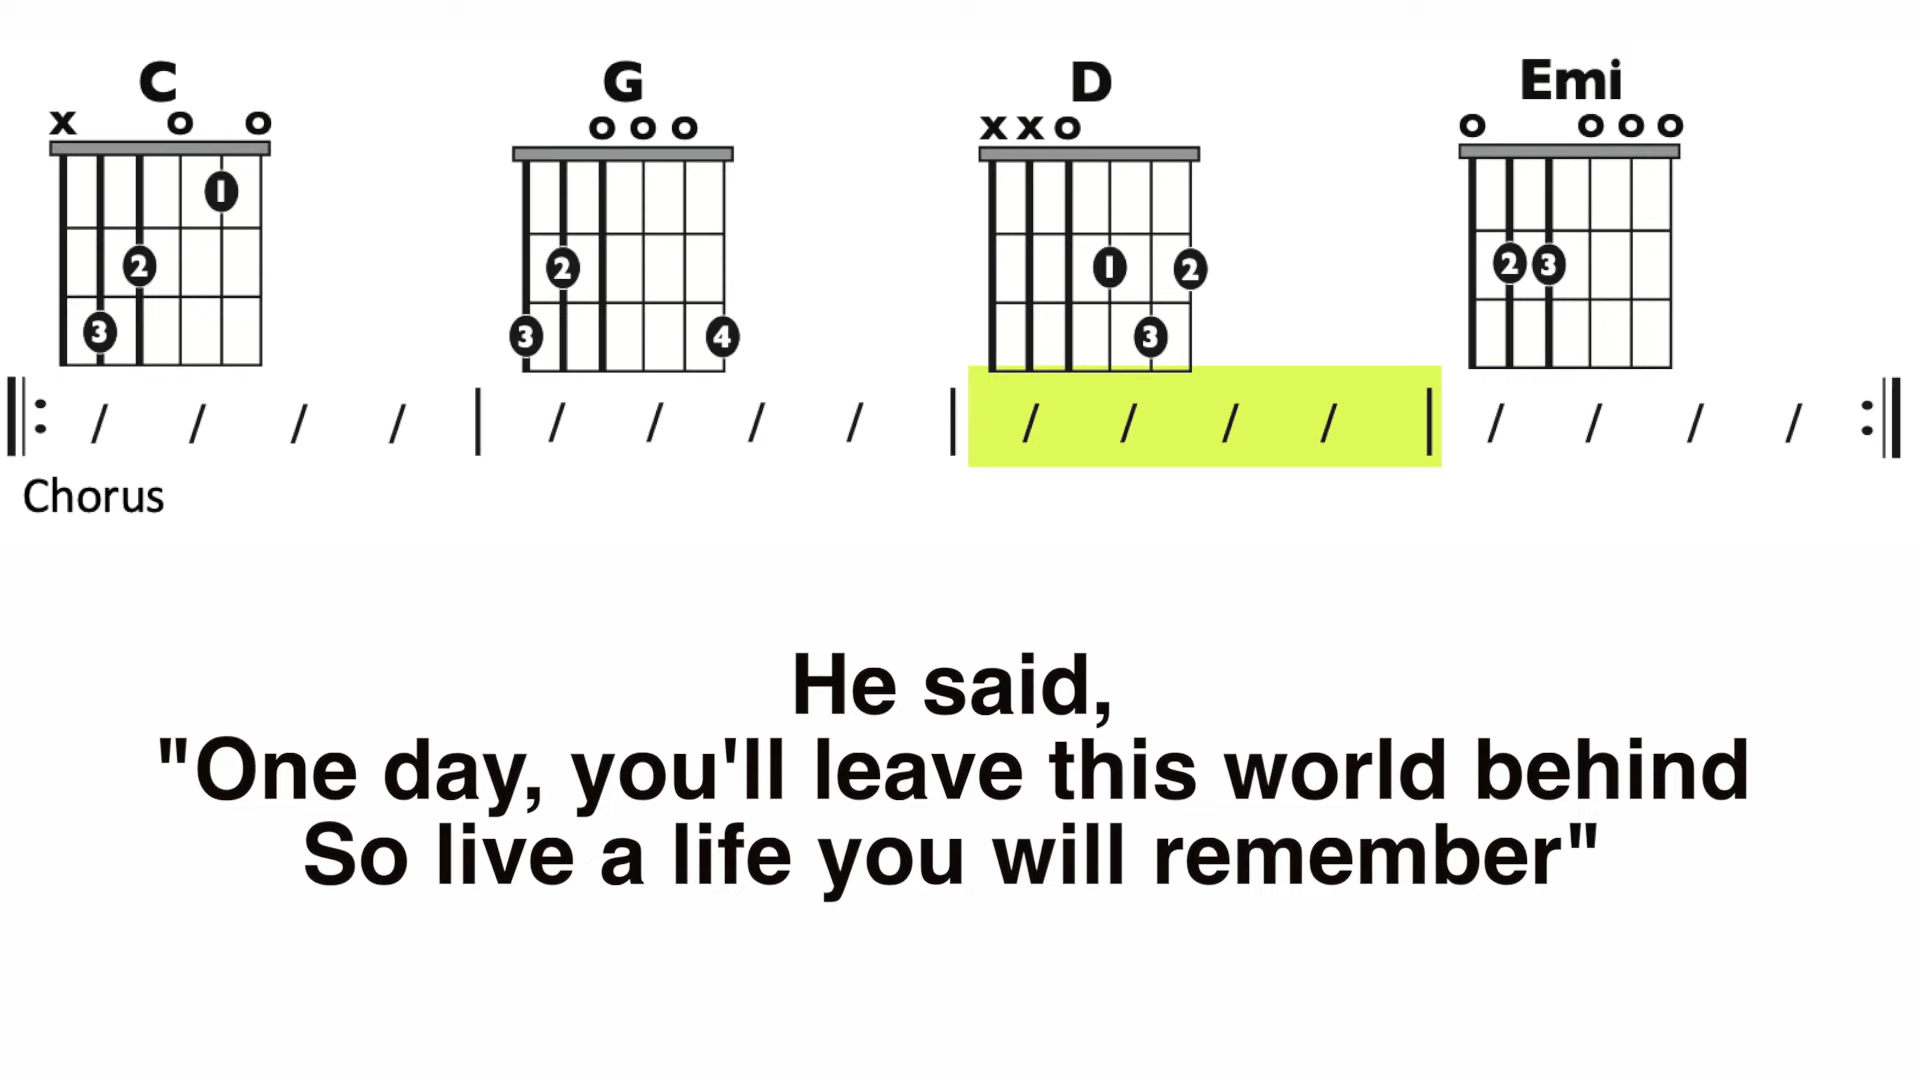 C G D Emi
x o o o o o x x o o o o o
1 1
2 2 1 2 2 3
3 3 4 3
/ / / / | / / / / | / / / / | / / / /
Chorus
He said,
"One day, you'll leave this world behind
So live a life you will remember"